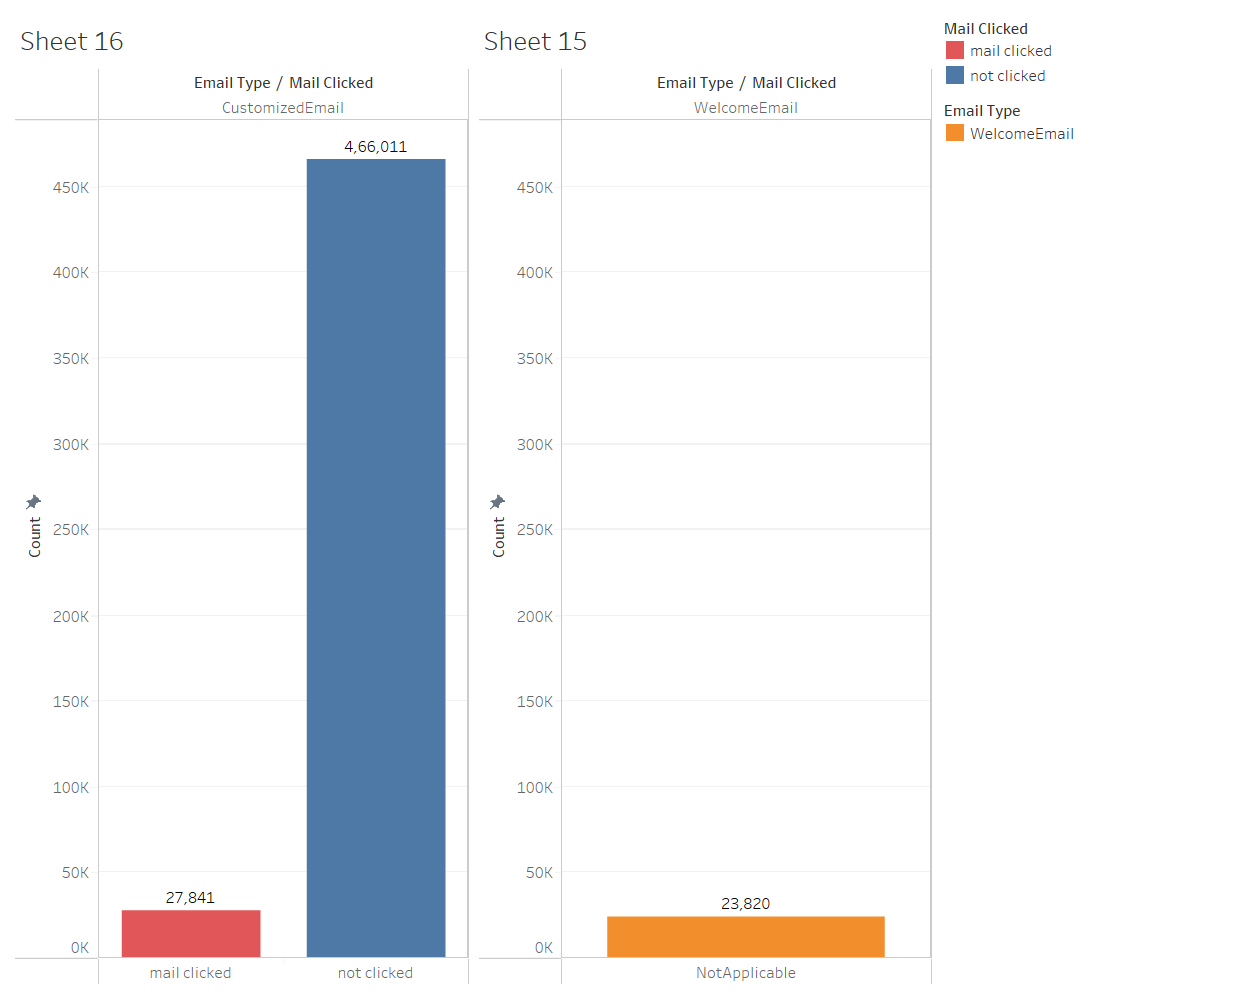 Sheet 16
Email Type / Mail Clicked
CustomizedEmail
4,66,011
450K
400K
350K
300K
250K
200K
150K
100K
50K
0K
Count
27,841
mail clicked
not clicked
Sheet 15
Email Type / Mail Clicked
WelcomeEmail
450K
400K
350K
300K
250K
200K
150K
100K
50K
0K
Count
23,820
NotApplicable
Mail Clicked
mail clicked
not clicked
Email Type
WelcomeEmail